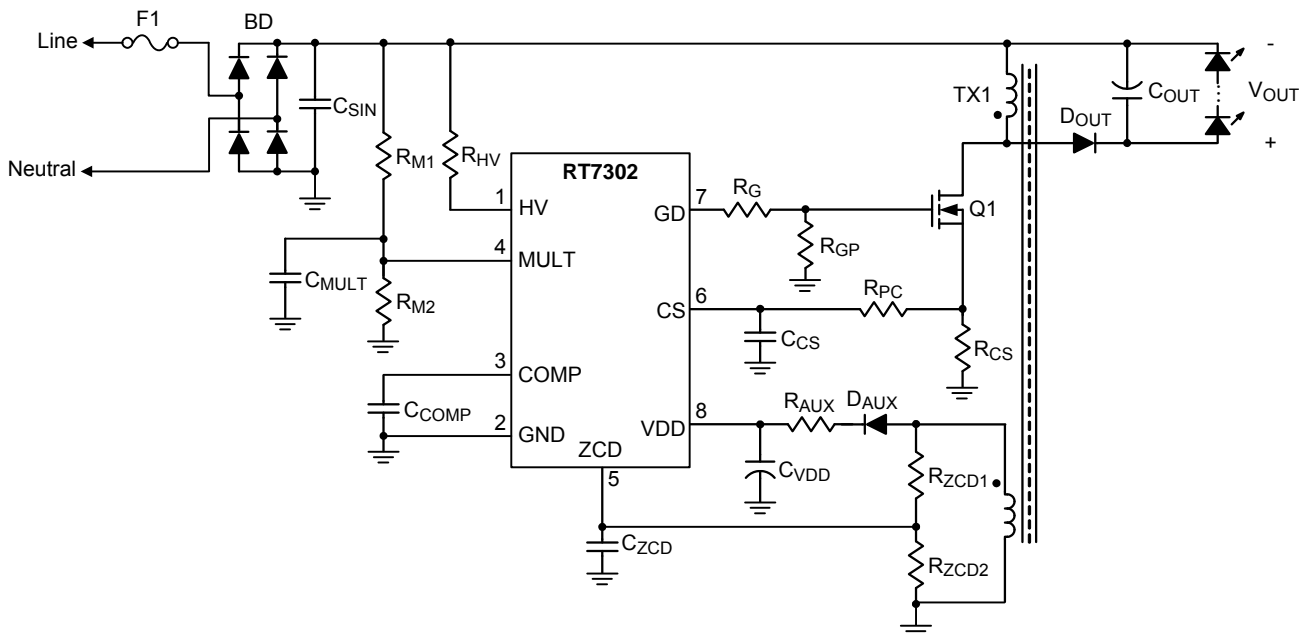 F1
BD
Line
Neutral
CSIN
RM1
RHV
RT7302
1
HV
4
MULT
CMULT
RM2
3
COMP
CCOMP
2
GND
ZCD
5
CZCD
7
GD
RG
RGP
Q1
6
CS
RPC
CCS
RCS
8
VDD
RAUX
DAUX
CVDD
RZCD1
RZCD2
TX1
DOUT
COUT
-
VOUT
+